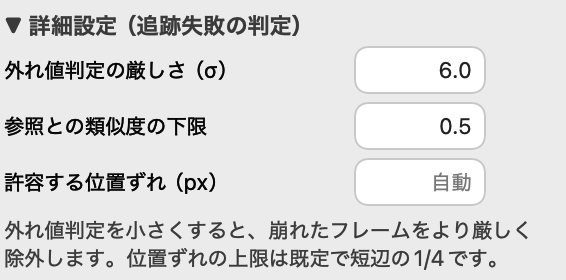 ▼ 詳細設定（追跡失敗の判定）
外れ値判定の厳しさ（σ） 6.0
参照との類似度の下限 0.5
許容する位置ずれ（px） 自動
外れ値判定を小さくすると、崩れたフレームをより厳しく
除外します。位置ずれの上限は既定で短辺の1/4です。